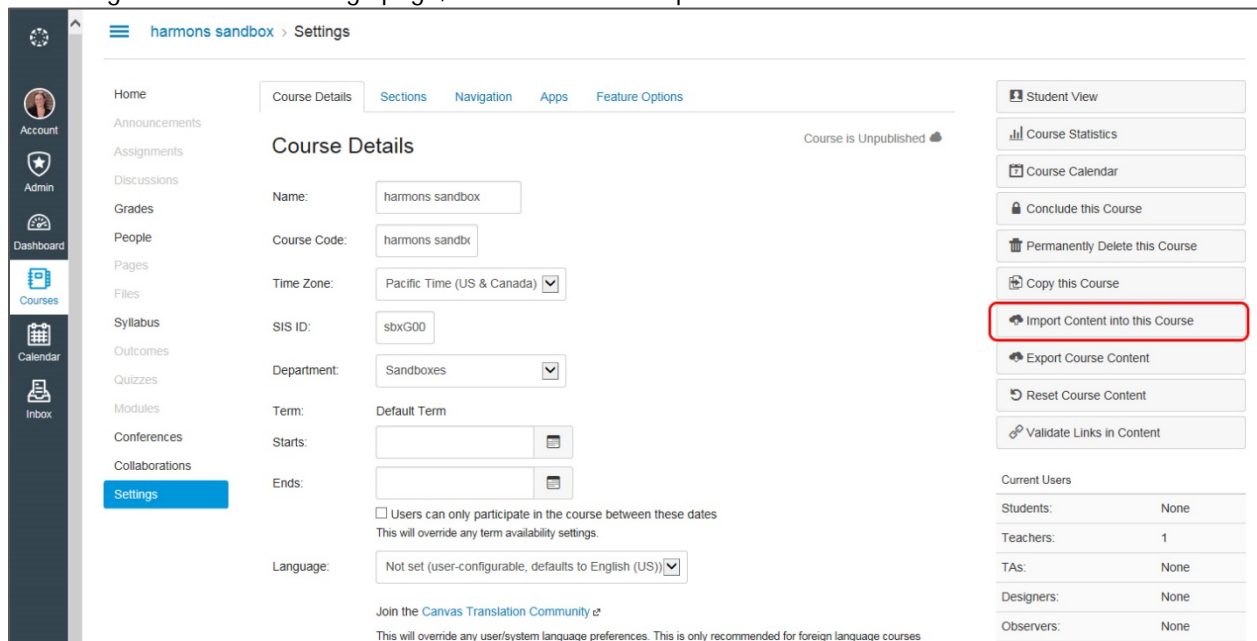 harmons sandbox > Settings
Account
Admin
Dashboard
Courses
Calendar
Inbox
Home
Announcements
Assignments
Discussions
Grades
People
Pages
Files
Syllabus
Outcomes
Quizzes
Modules
Conferences
Collaborations
Settings
Course Details Sections Navigation Apps Feature Options
Course Details
Course is Unpublished
Name: harmons sandbox
Course Code: harmons sandbo
Time Zone: Pacific Time (US & Canada)
SIS ID: sbxG00
Department: Sandboxes
Term: Default Term
Starts:
Ends:
Users can only participate in the course between these dates
This will override any term availability settings.
Language: Not set (user-configurable, defaults to English (US))
Join the Canvas Translation Community
This will override any user/system language preferences. This is only recommended for foreign language courses
Student View
Course Statistics
Course Calendar
Conclude this Course
Permanently Delete this Course
Copy this Course
Import Content into this Course
Export Course Content
Reset Course Content
Validate Links in Content
Current Users
Students: None
Teachers: 1
TAs: None
Designers: None
Observers: None